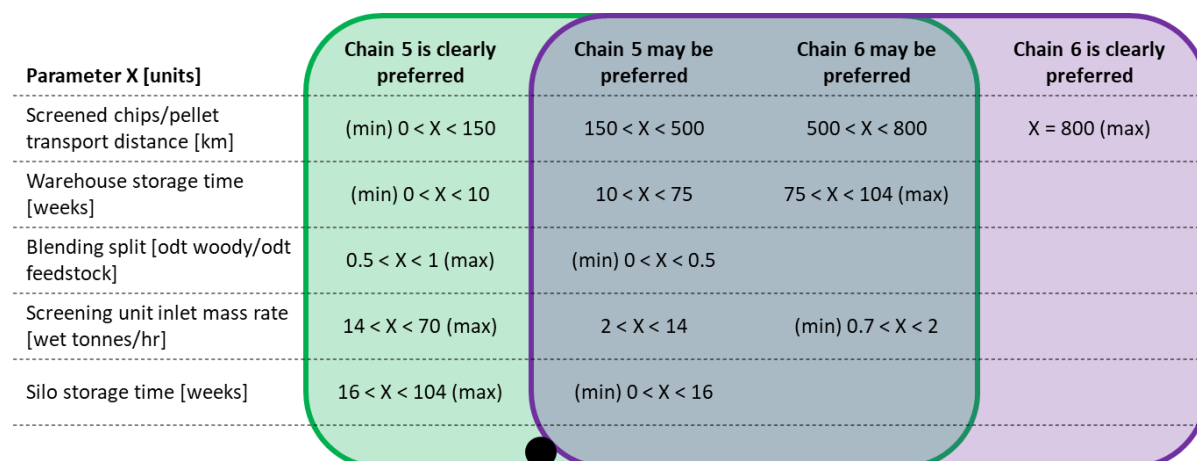 Parameter X [units]
Chain 5 is clearly preferred
Chain 5 may be preferred
Chain 6 may be preferred
Chain 6 is clearly preferred
Screened chips/pellet transport distance [km]
(min) 0 < X < 150
150 < X < 500
500 < X < 800
X = 800 (max)
Warehouse storage time [weeks]
(min) 0 < X < 10
10 < X < 75
75 < X < 104 (max)
Blending split [odt woody/odt feedstock]
0.5 < X < 1 (max)
(min) 0 < X < 0.5
Screening unit inlet mass rate [wet tonnes/hr]
14 < X < 70 (max)
2 < X < 14
(min) 0.7 < X < 2
Silo storage time [weeks]
16 < X < 104 (max)
(min) 0 < X < 16